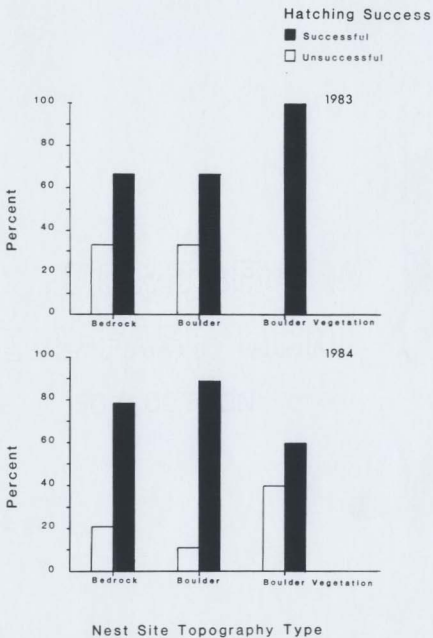 Hatching Success
Successful
Unsuccessful
1983
100
80
60
40
20
0
Percent
Bedrock Boulder Boulder Vegetation
1984
100
80
60
40
20
0
Percent
Bedrock Boulder Boulder Vegetation
Nest Site Topography Type